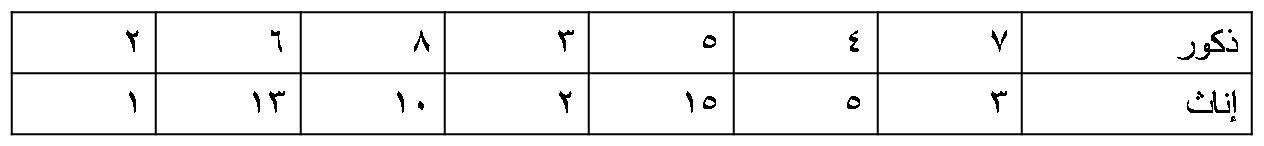 ذكور ٧ ٤ ٥ ٣ ٨ ٦ ٢
إناث ٣ ٥ ١٥ ٢ ١٠ ١٣ ١